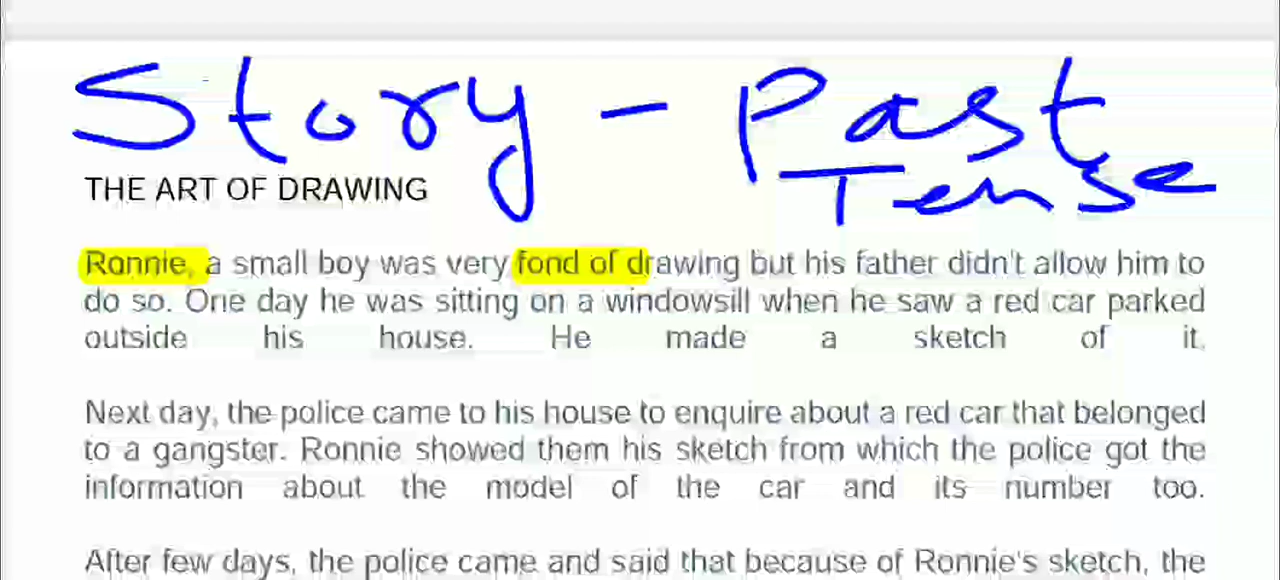 Story - Past
Tense
THE ART OF DRAWING
Ronnie, a small boy was very fond of drawing but his father didn't allow him to
do so. One day he was sitting on a windowsill when he saw a red car parked
outside his house. He made a sketch of it.
Next day, the police came to his house to enquire about a red car that belonged
to a gangster. Ronnie showed them his sketch from which the police got the
information about the model of the car and its number too.
After few days, the police came and said that because of Ronnie's sketch, the